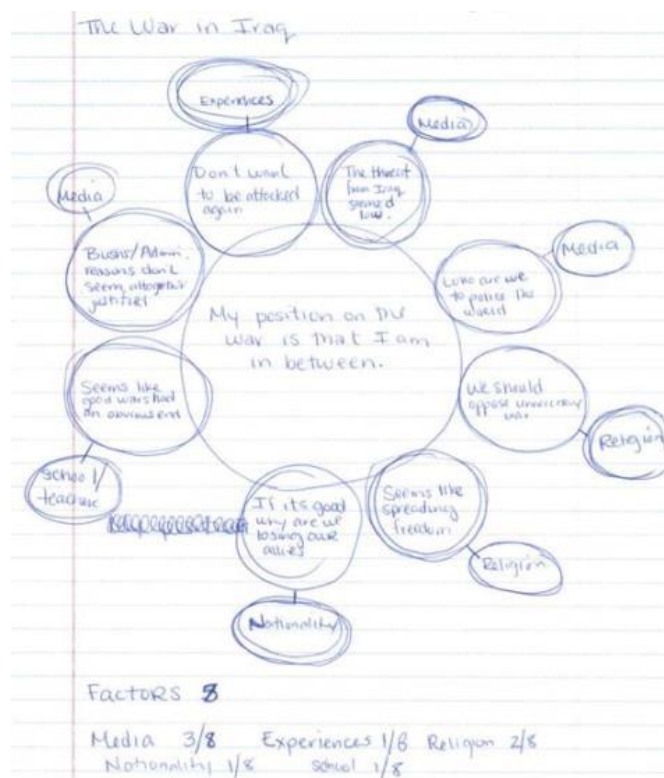 The War in Iraq
Experiences
Media
Don't want
to be attacked
again
The threat
from Iraq
seemed
low.
Media
Bushs/Admin.
reasons don't
seem altogether
justified
Media
Who are we
to police the
world
My position on the
war is that I am
in between.
Seems like
good wars had
an obvious end
We should
oppose unnecessary
war
Religion
School/
teacher
If its good
why are we
losing our
allies
Seems like
spreading
freedom
Religion
Nationality
Factors 8
Media 3/8 Experiences 1/8 Religion 2/8
Nationality 1/8 school 1/8